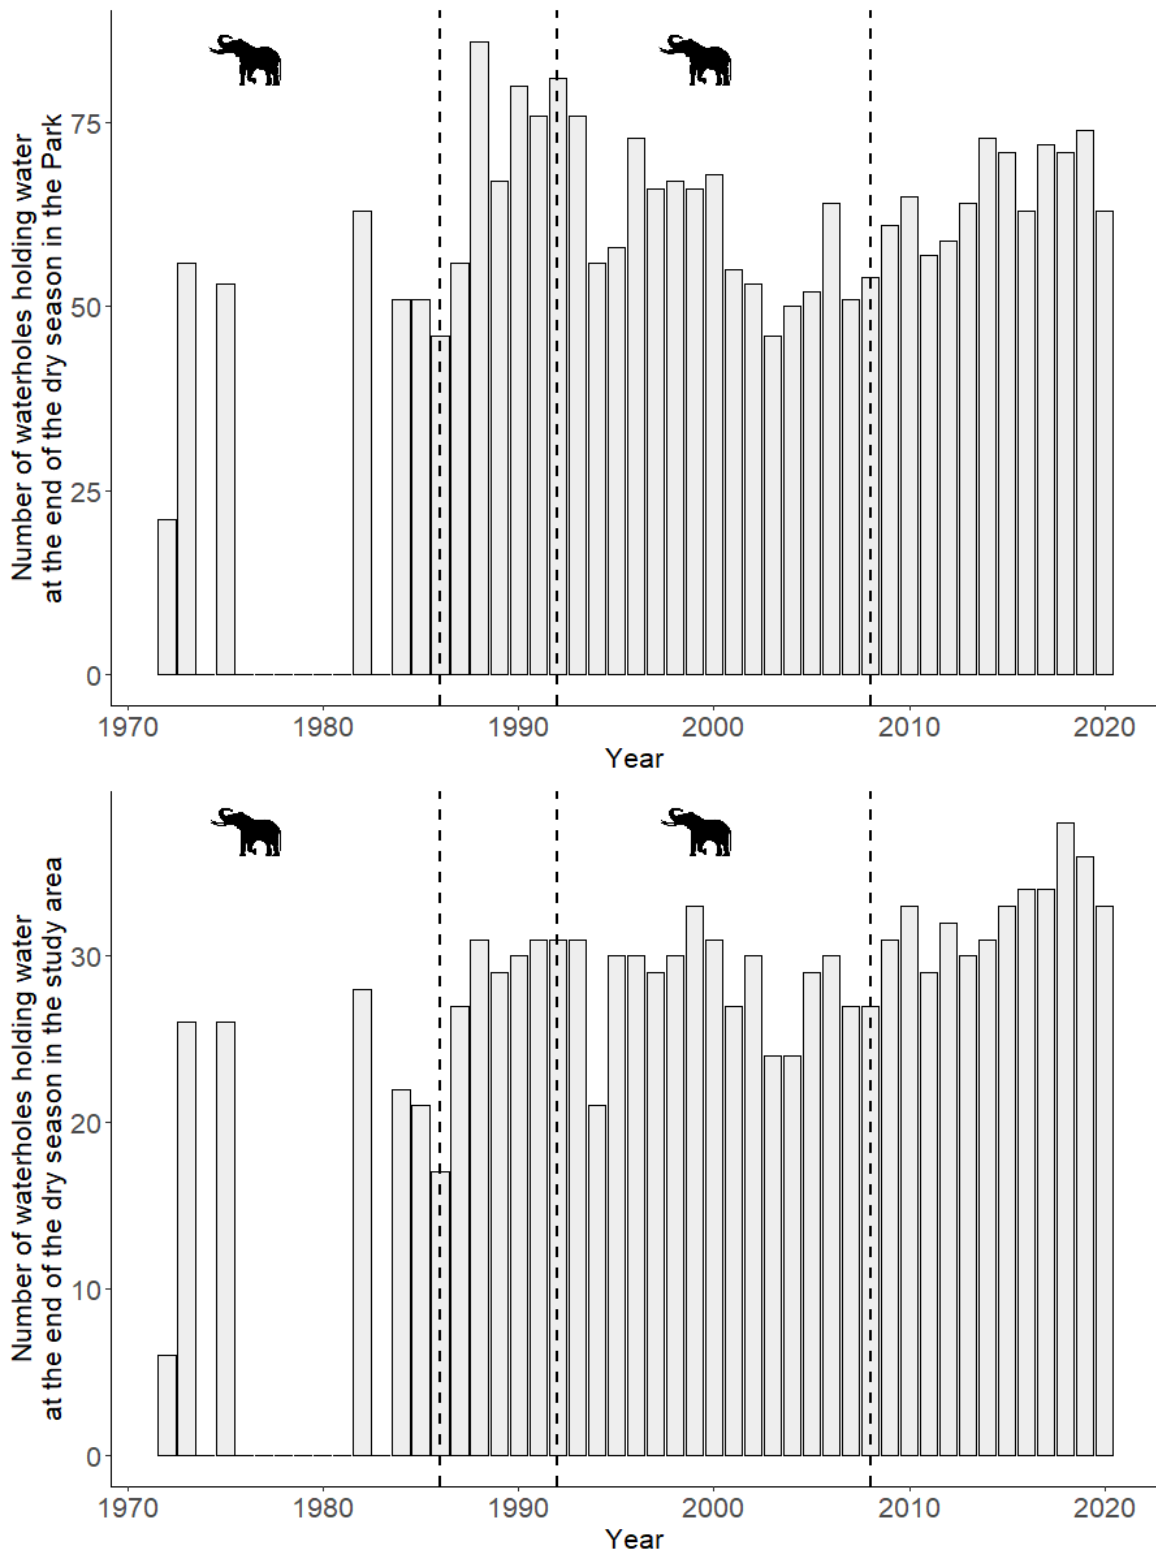 Number of waterholes holding water
at the end of the dry season in the Park
75
50
25
0
1970 1980 1990 2000 2010 2020
Year
Number of waterholes holding water
at the end of the dry season in the study area
30
20
10
0
1970 1980 1990 2000 2010 2020
Year